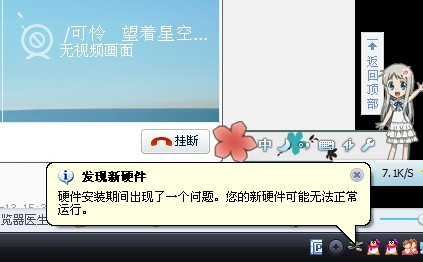 /可怜 望着星空...
无视频画面
返回顶部
挂断
中
7.1K/S
发现新硬件
硬件安装期间出现了一个问题。您的新硬件可能无法正常
运行。
览器医生